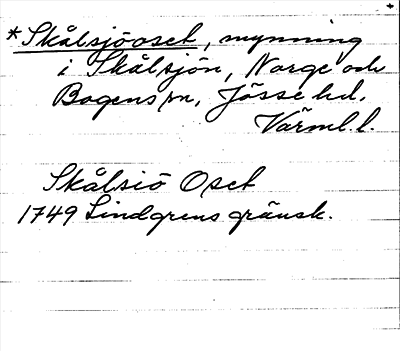 *Skålsjöoset, mynning
i Skålsjön, Norge och
Bogens sn, Jösse hd,
Värml. l.
Skålsiö Oset
1749 Lindgrens gränsk.